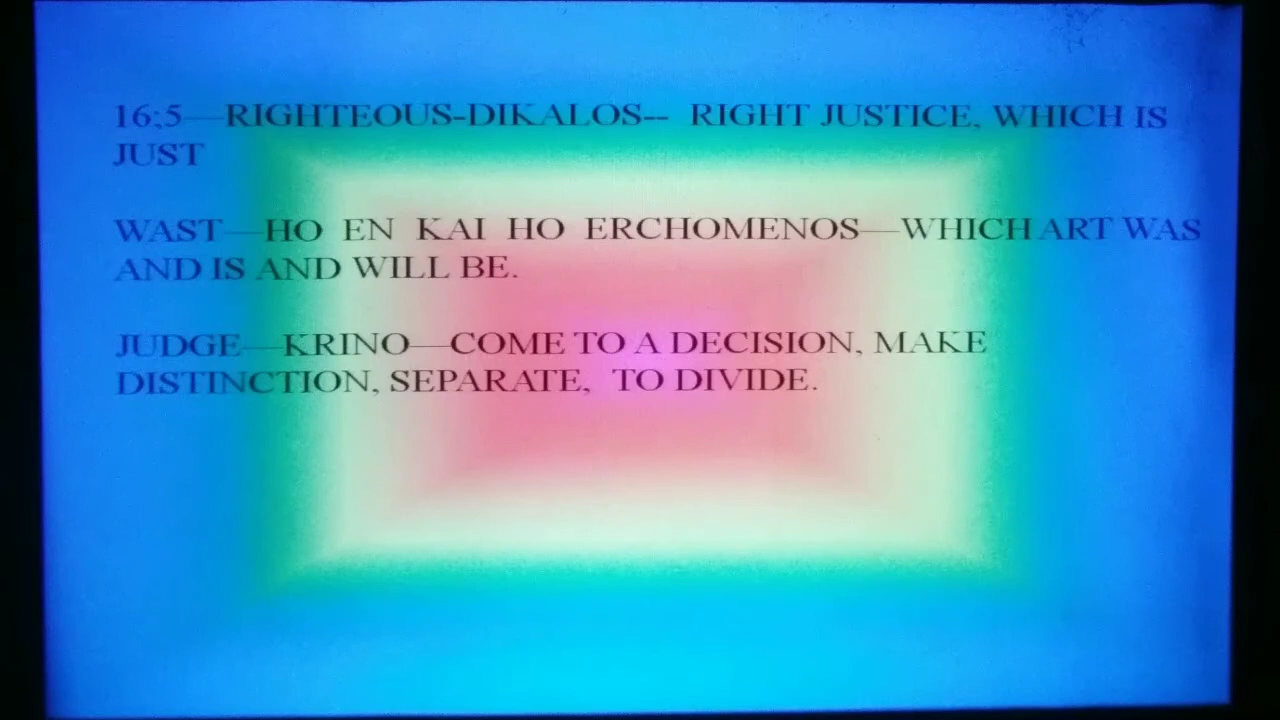 16;5—RIGHTEOUS-DIKALOS-- RIGHT JUSTICE, WHICH IS
JUST
WAST—HO EN KAI HO ERCHOMENOS—WHICH ART WAS
AND IS AND WILL BE.
JUDGE—KRINO—COME TO A DECISION, MAKE
DISTINCTION, SEPARATE, TO DIVIDE.